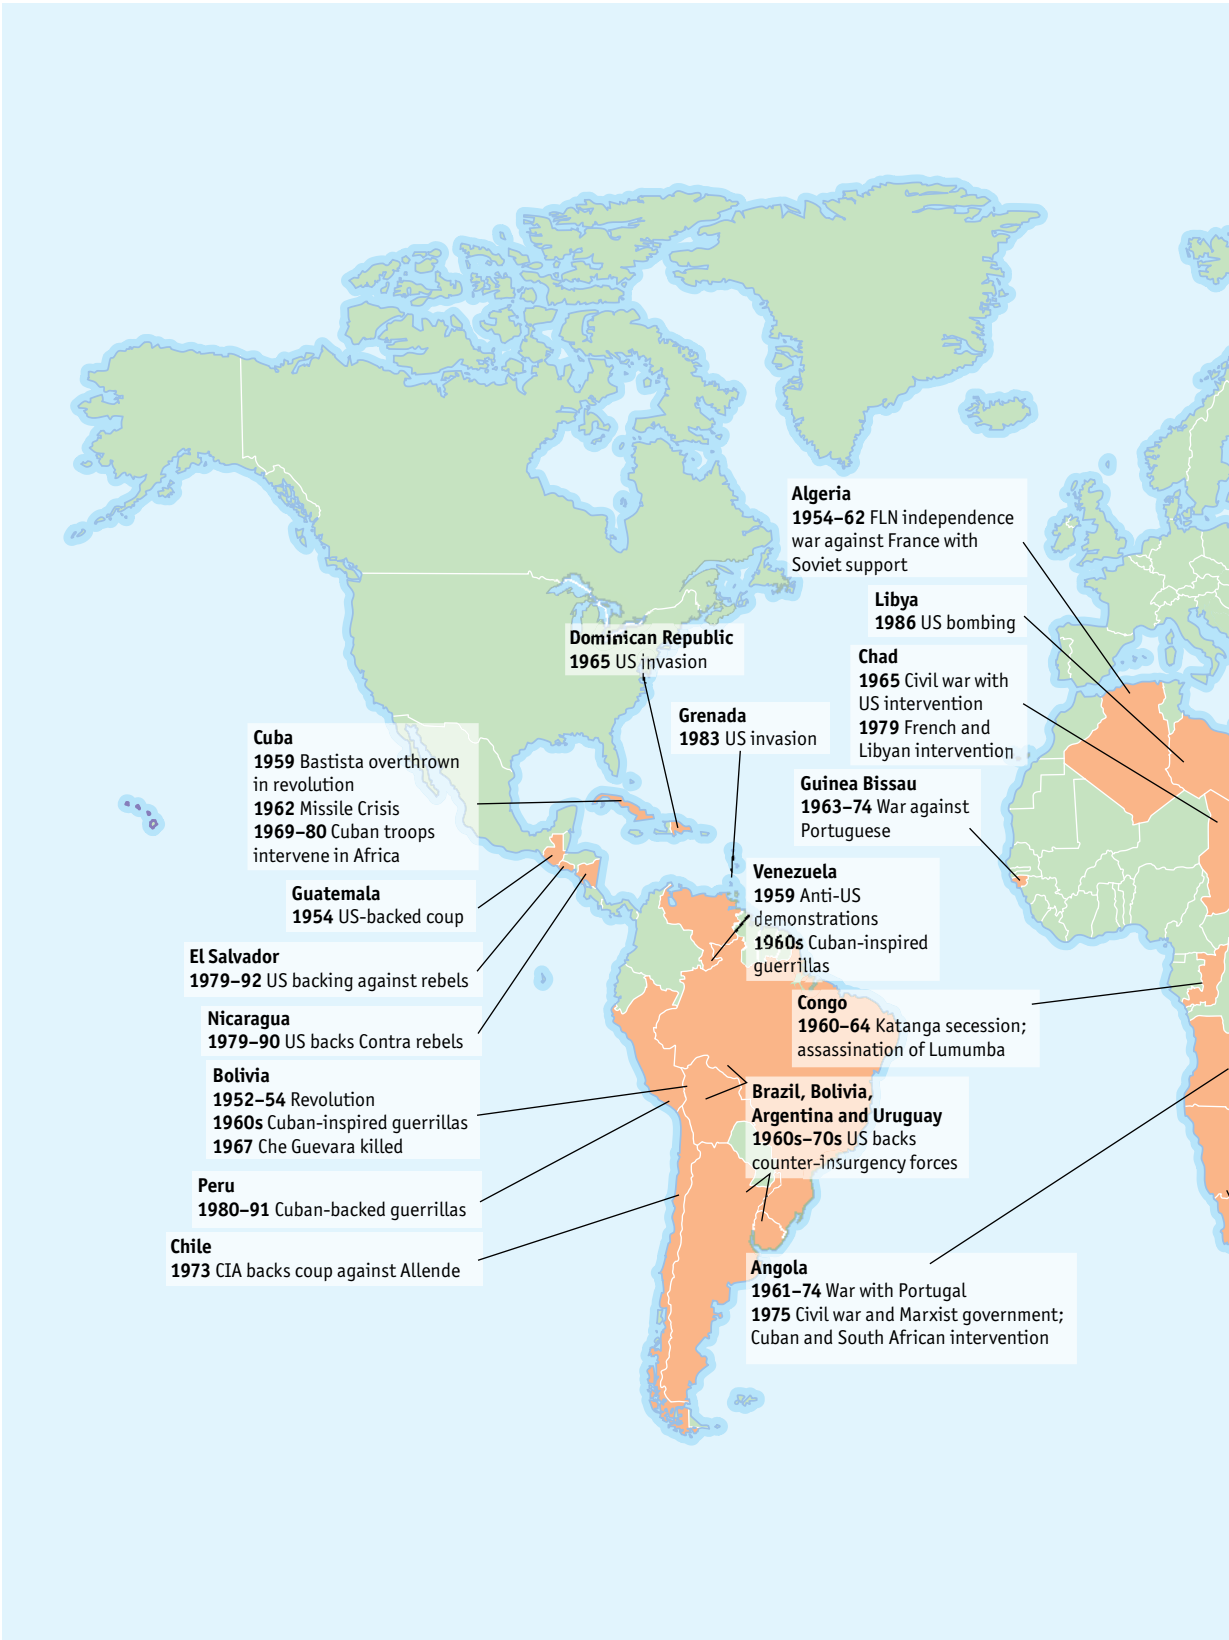 Algeria
1954–62 FLN independence
war against France with
Soviet support
Libya
1986 US bombing
Dominican Republic
1965 US invasion
Chad
1965 Civil war with
US intervention
1979 French and
Libyan intervention
Grenada
1983 US invasion
Cuba
1959 Bastista overthrown
in revolution
1962 Missile Crisis
1969–80 Cuban troops
intervene in Africa
Guinea Bissau
1963–74 War against
Portuguese
Venezuela
1959 Anti-US
demonstrations
1960s Cuban-inspired
guerrillas
Guatemala
1954 US-backed coup
El Salvador
1979–92 US backing against rebels
Congo
1960–64 Katanga secession;
assassination of Lumumba
Nicaragua
1979–90 US backs Contra rebels
Bolivia
1952–54 Revolution
1960s Cuban-inspired guerrillas
1967 Che Guevara killed
Brazil, Bolivia,
Argentina and Uruguay
1960s–70s US backs
counter-insurgency forces
Peru
1980–91 Cuban-backed guerrillas
Chile
1973 CIA backs coup against Allende
Angola
1961–74 War with Portugal
1975 Civil war and Marxist government;
Cuban and South African intervention